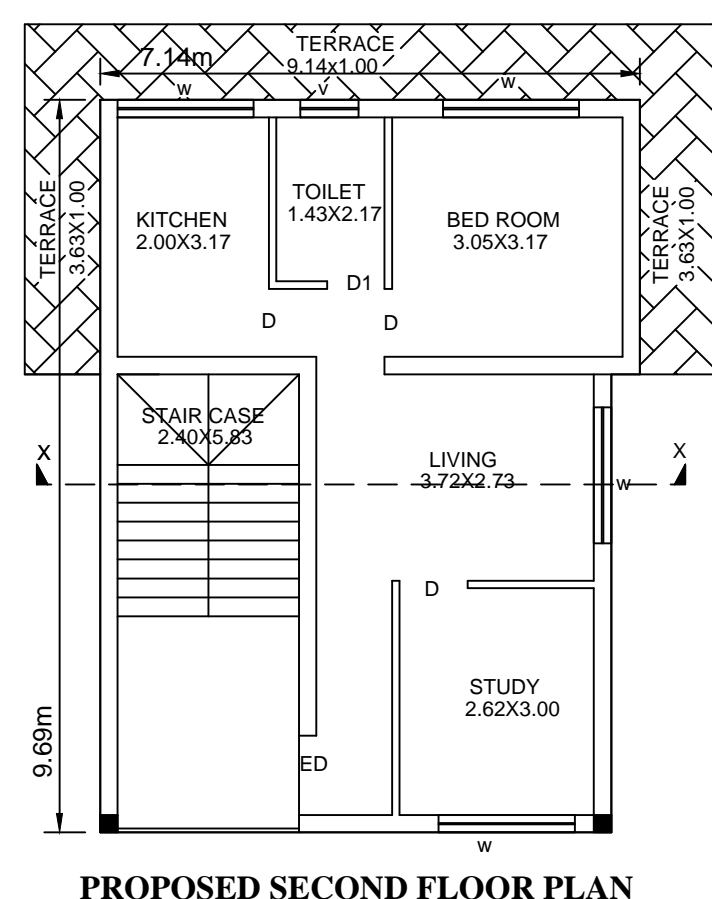 TERRACE
9.14x1.00
7.14m
w
v
w
TERRACE
3.63X1.00
KITCHEN
2.00X3.17
TOILET
1.43X2.17
BED ROOM
3.05X3.17
TERRACE
3.63X1.00
D1
D
D
STAIR CASE
2.40X5.83
X
LIVING
3.72X2.73
X
w
D
STUDY
2.62X3.00
9.69m
ED
w
PROPOSED SECOND FLOOR PLAN